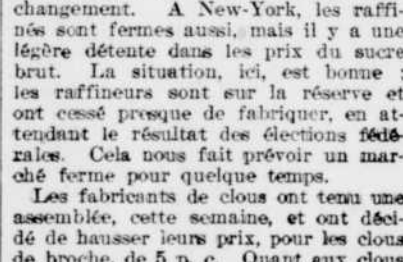 changement. A New-York, les raffi-
nés sont fermes aussi, mais il y a une
légère détente dans les prix du sucre
brut. La situation, ici, est bonne ;
les raffineurs sont sur la réserve et
ont cessé presque de fabriquer, en at-
tendant le résultat des élections fédé-
rales. Cela nous fait prévoir un mar-
ché ferme pour quelque temps.
Les fabricants de clous ont tenu une
assemblée, cette semaine, et ont déci-
dé de hausser leurs prix, pour les clous
de broche, de 5 p. c. Quant aux clous